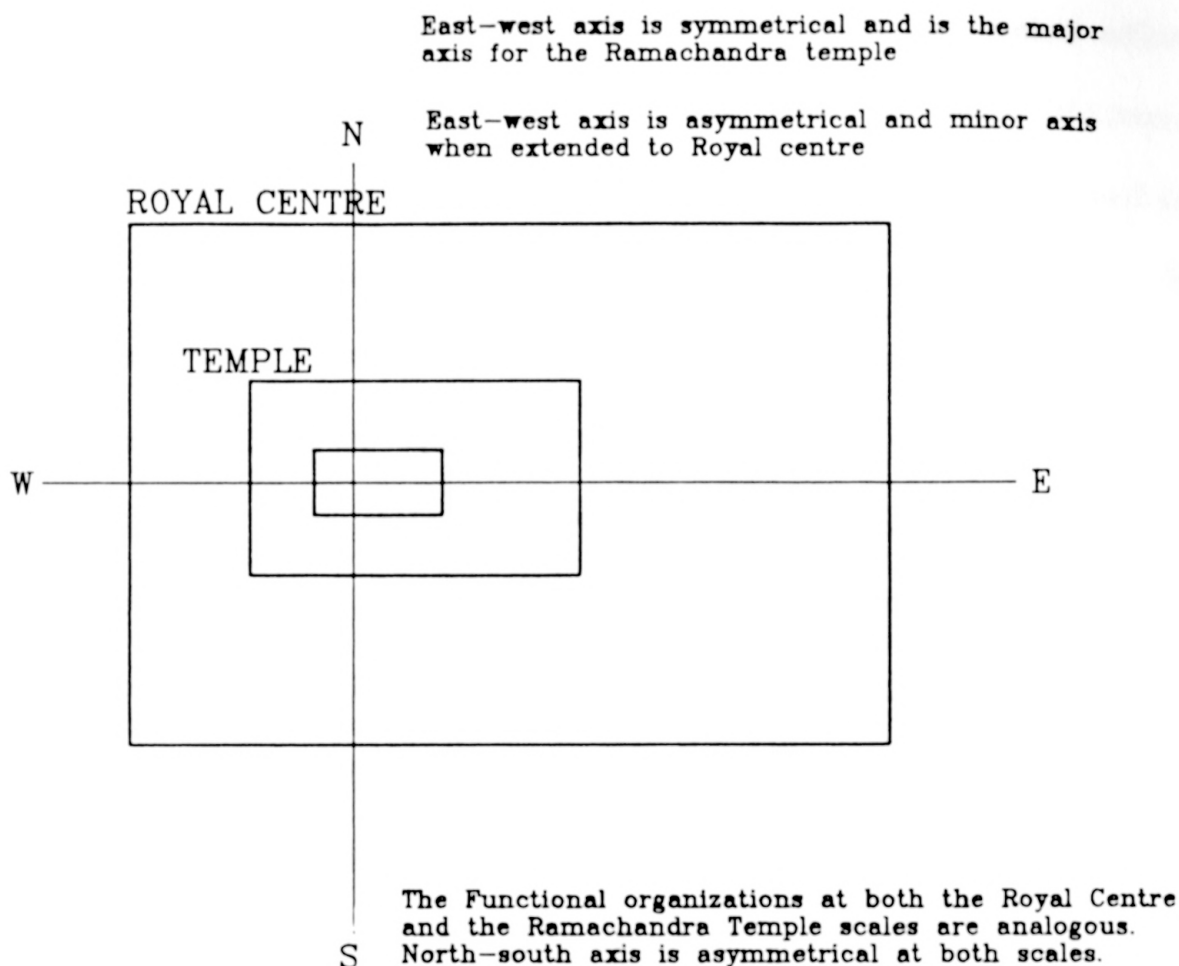 East-west axis is symmetrical and is the major
axis for the Ramachandra temple
East-west axis is asymmetrical and minor axis
when extended to Royal centre
N
ROYAL CENTRE
TEMPLE
W
E
The Functional organizations at both the Royal Centre
and the Ramachandra Temple scales are analogous.
North-south axis is asymmetrical at both scales.
S